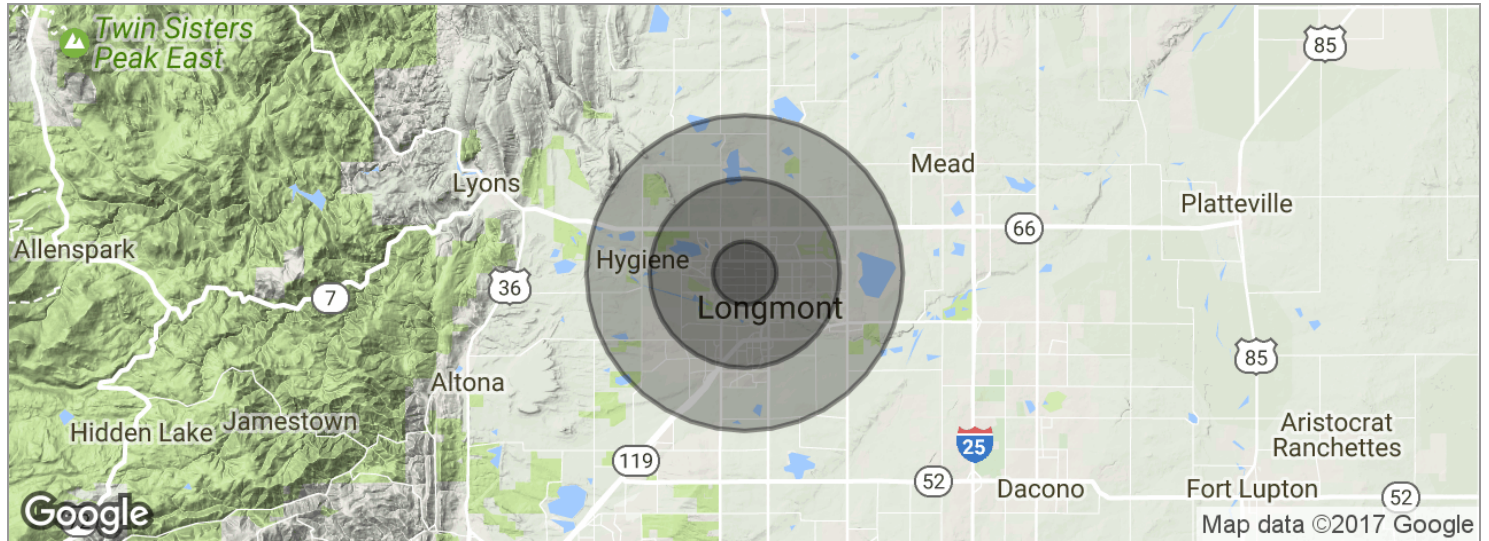 Twin Sisters
Peak East
85
Mead
Lyons
Platteville
66
Allenspark
Hygiene
36
7
Longmont
85
Altona
Jamestown
Hidden Lake
Aristocrat
Ranchettes
25
119
52
Dacono
Fort Lupton
52
Google
Map data ©2017 Google